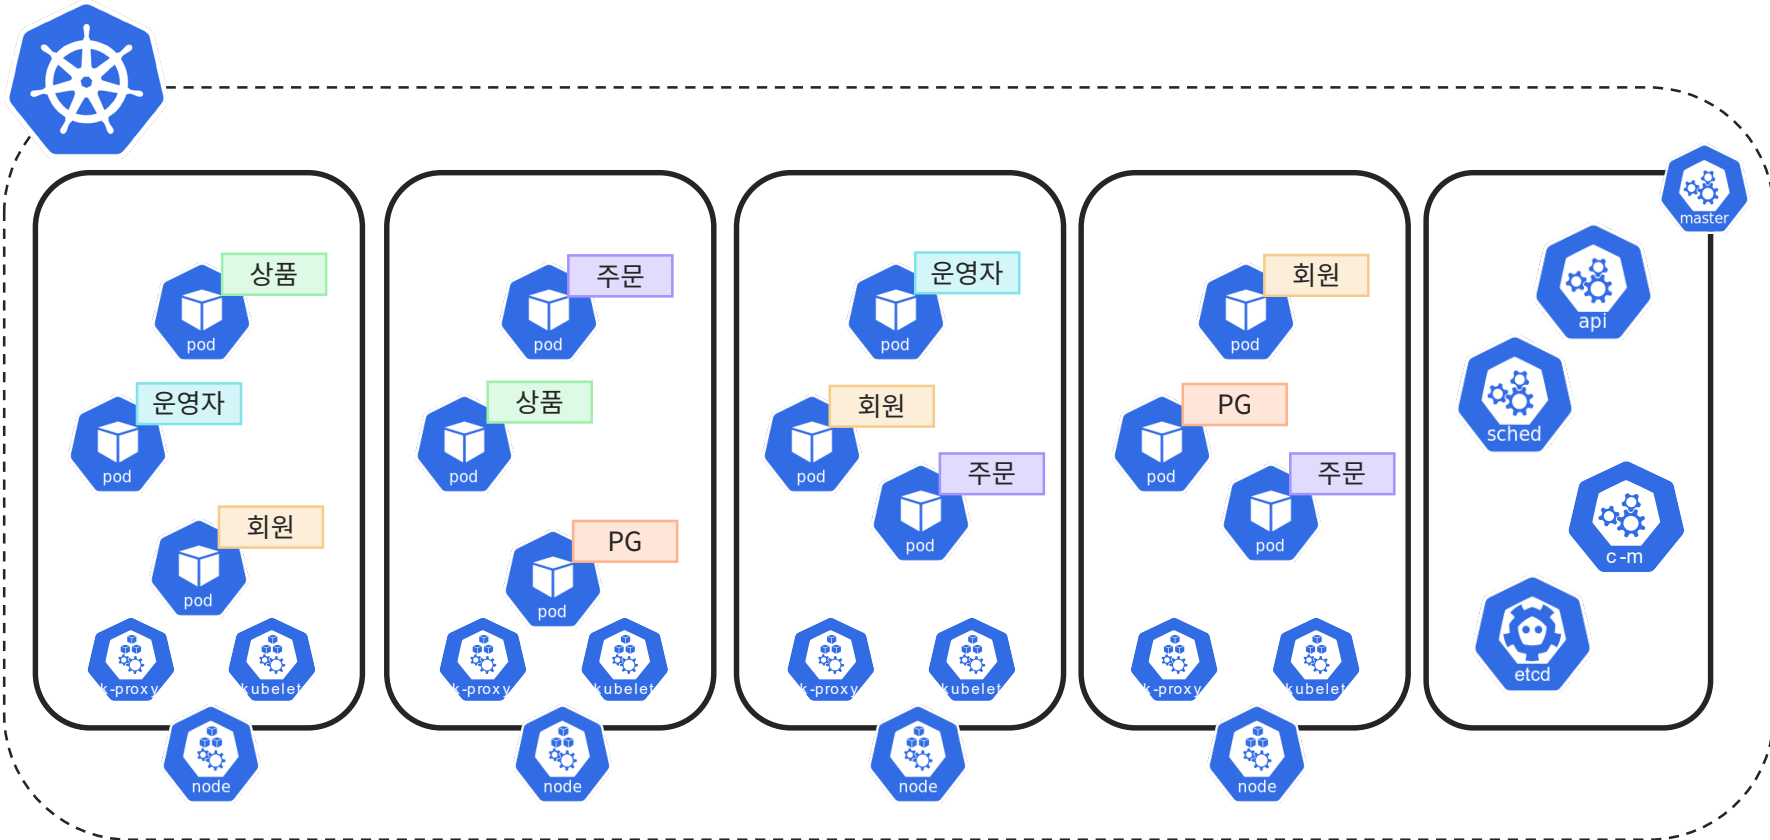 상품
pod
운영자
pod
회원
pod
k-proxy
kubelet
node
주문
pod
상품
pod
PG
pod
k-proxy
kubelet
node
운영자
pod
회원
pod
주문
pod
k-proxy
kubelet
node
회원
pod
PG
pod
주문
pod
k-proxy
kubelet
node
master
api
sched
c-m
etcd